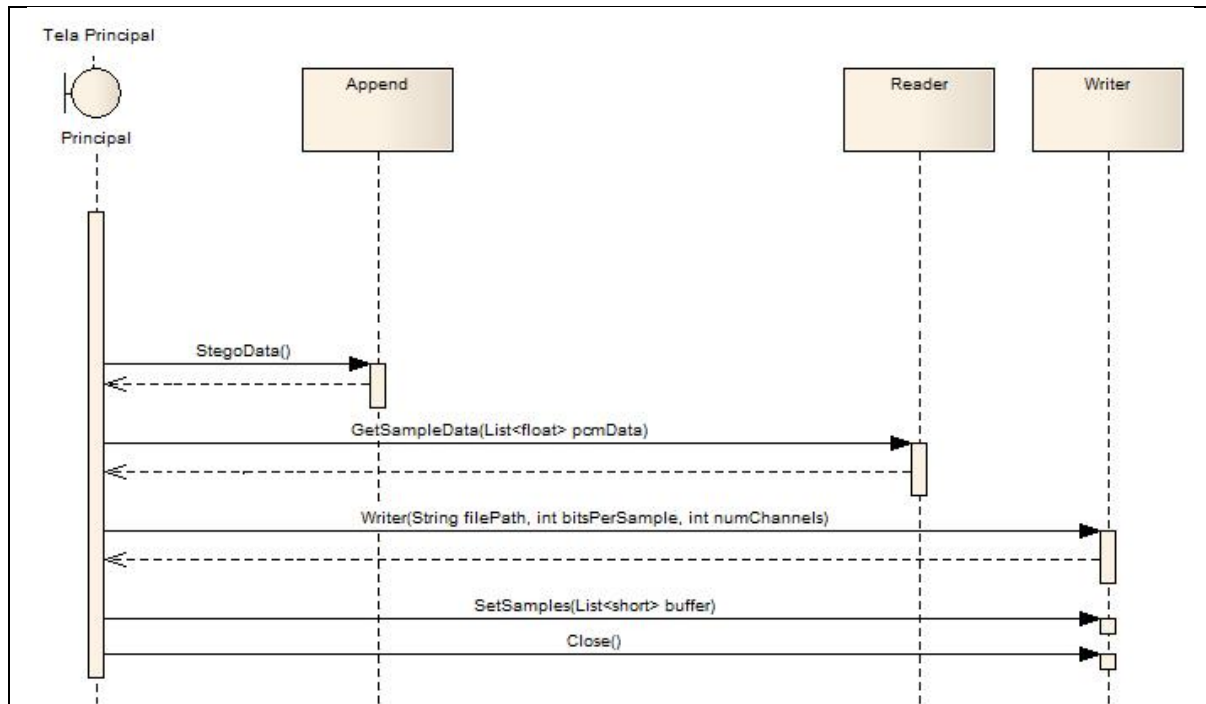 Tela Principal
Principal
Append
Reader
Writer
StegoData()
GetSampleData(List<float> pcmData)
Writer(String filePath, int bitsPerSample, int numChannels)
SetSamples(List<short> buffer)
Close()